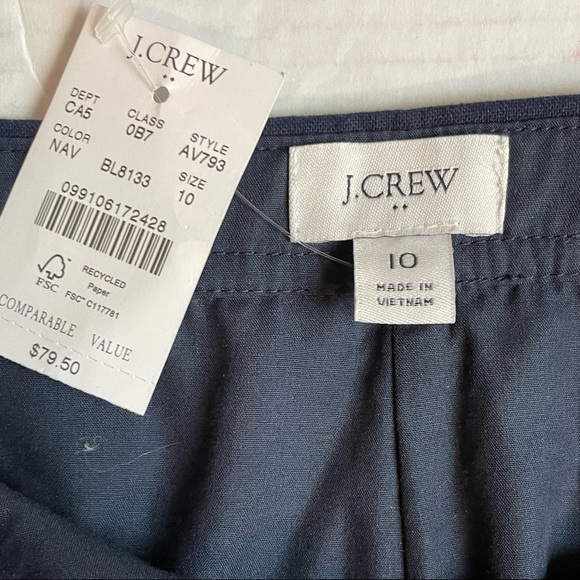 J.CREW
DEPT CLASS STYLE
CA5 0B7 AV793
COLOR SIZE
NAV BL8133 10
099106172428
FSC
RECYCLED
Paper
FSC® C117781
COMPARABLE VALUE
$79.50
J.CREW
10
MADE IN
VIETNAM